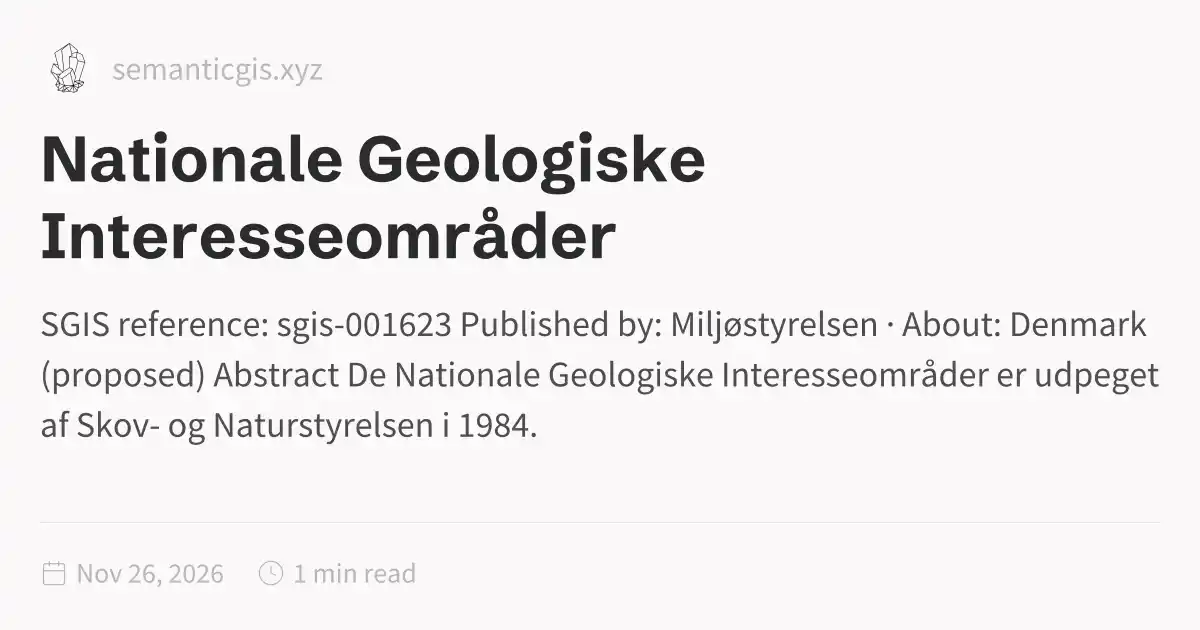 semanticgis.xyz
Nationale Geologiske
Interesseområder
SGIS reference: sgis-001623 Published by: Miljøstyrelsen · About: Denmark
(proposed) Abstract De Nationale Geologiske Interesseområder er udpeget
af Skov- og Naturstyrelsen i 1984.
Nov 26, 2026 1 min read